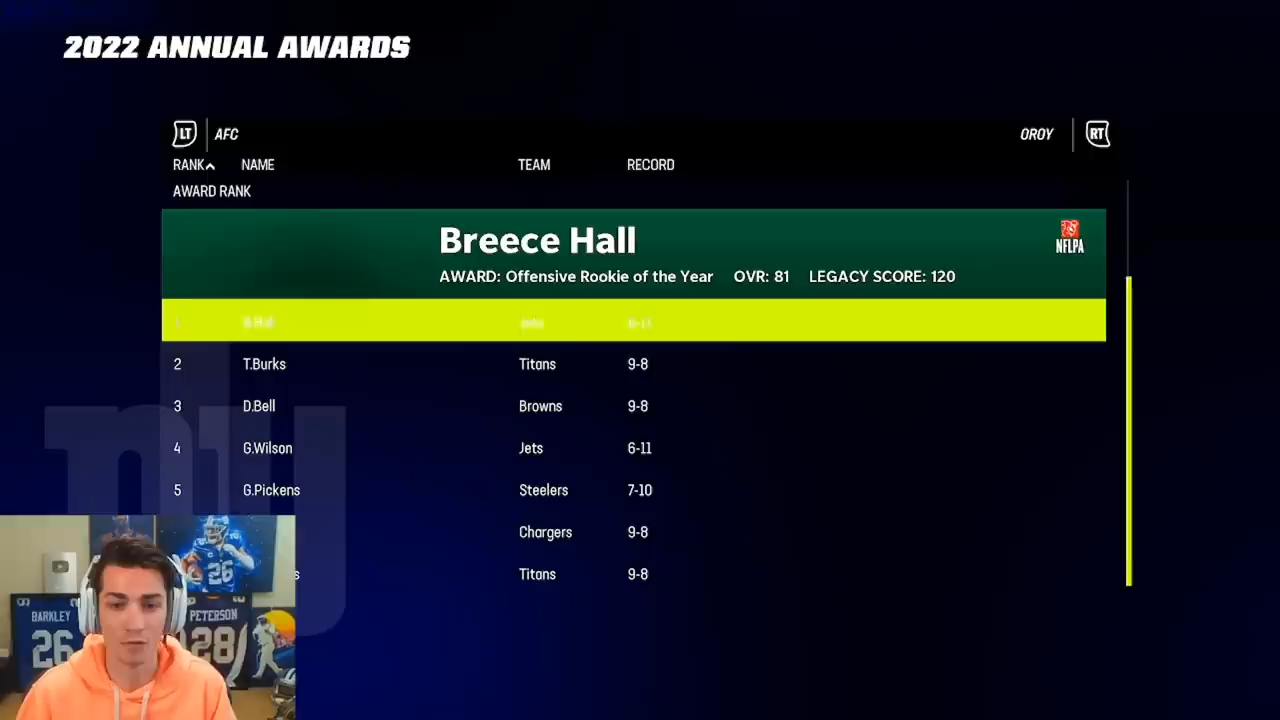 2022 ANNUAL AWARDS
LT AFC OROY RT
RANK NAME TEAM RECORD
AWARD RANK
Breece Hall
NFLPA
AWARD: Offensive Rookie of the Year OVR: 81 LEGACY SCORE: 120
2 T.Burks Titans 9-8
3 D.Bell Browns 9-8
4 G.Wilson Jets 6-11
5 G.Pickens Steelers 7-10
Chargers 9-8
s Titans 9-8
ny
26
BARKLEY
26
PETERSON
28